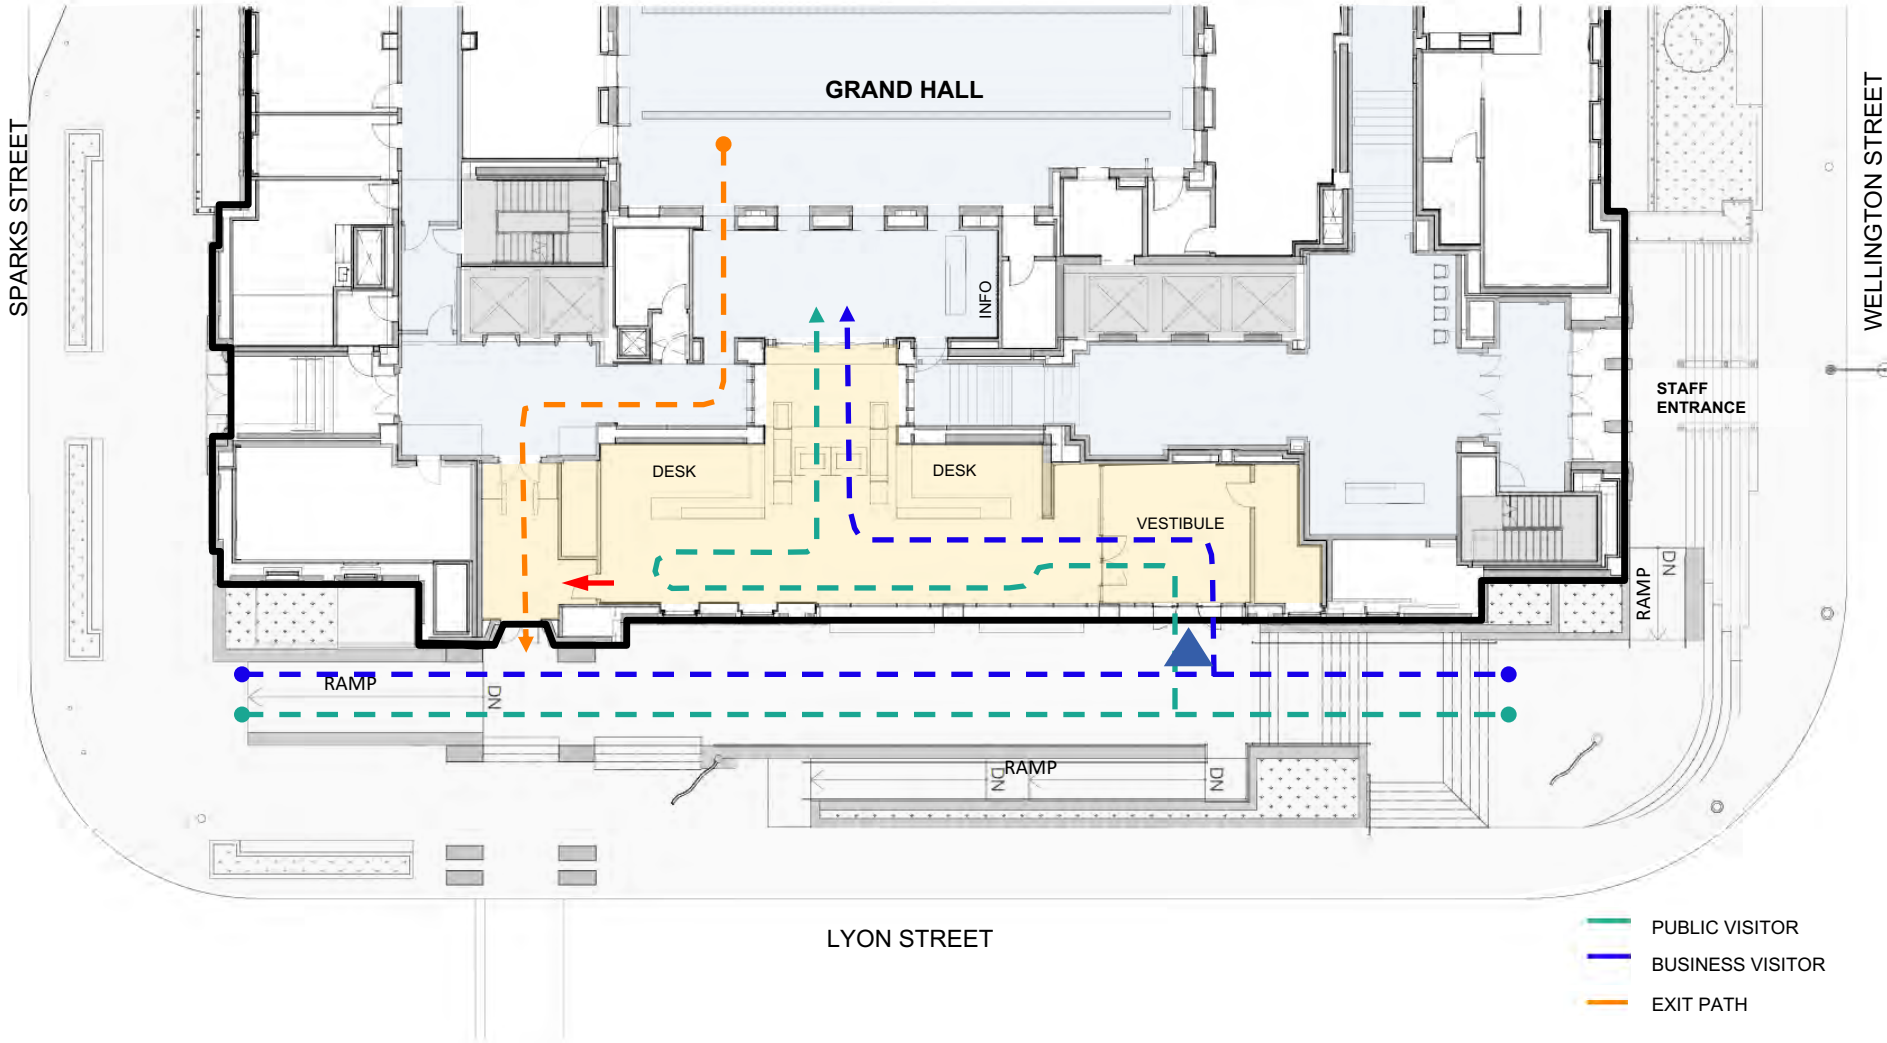 GRAND HALL
SPARKS STREET
WELLINGTON STREET
INFO
STAFF
ENTRANCE
DESK
DESK
VESTIBULE
DN
RAMP
RAMP
DN
RAMP
DN
DN
LYON STREET
PUBLIC VISITOR
BUSINESS VISITOR
EXIT PATH